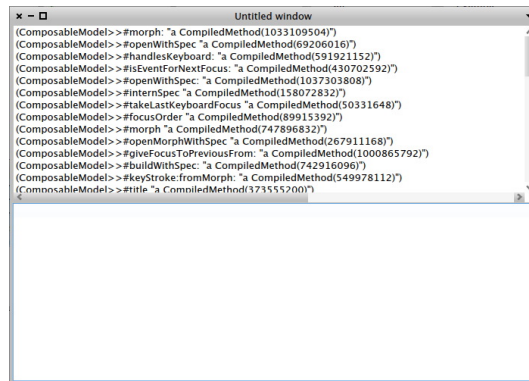 Untitled window
(ComposableModel>>#morph: "a CompiledMethod(1033109504)")
(ComposableModel>>#openWithSpec "a CompiledMethod(69206016)")
(ComposableModel>>#handlesKeyboard: "a CompiledMethod(591921152)")
(ComposableModel>>#isEventForNextFocus: "a CompiledMethod(430702592)")
(ComposableModel>>#openWithSpec: "a CompiledMethod(1037303808)")
(ComposableModel>>#internSpec "a CompiledMethod(158072832)")
(ComposableModel>>#takeLastKeyboardFocus "a CompiledMethod(50331648)")
(ComposableModel>>#focusOrder "a CompiledMethod(89915392)")
(ComposableModel>>#morph "a CompiledMethod(747896832)")
(ComposableModel>>#openMorphWithSpec "a CompiledMethod(267911168)")
(ComposableModel>>#giveFocusToPreviousFrom: "a CompiledMethod(1000865792)")
(ComposableModel>>#buildWithSpec: "a CompiledMethod(742916096)")
(ComposableModel>>#keyStroke:fromMorph: "a CompiledMethod(549978112)")
(ComposableModel>>#title "a CompiledMethod(373555200)")